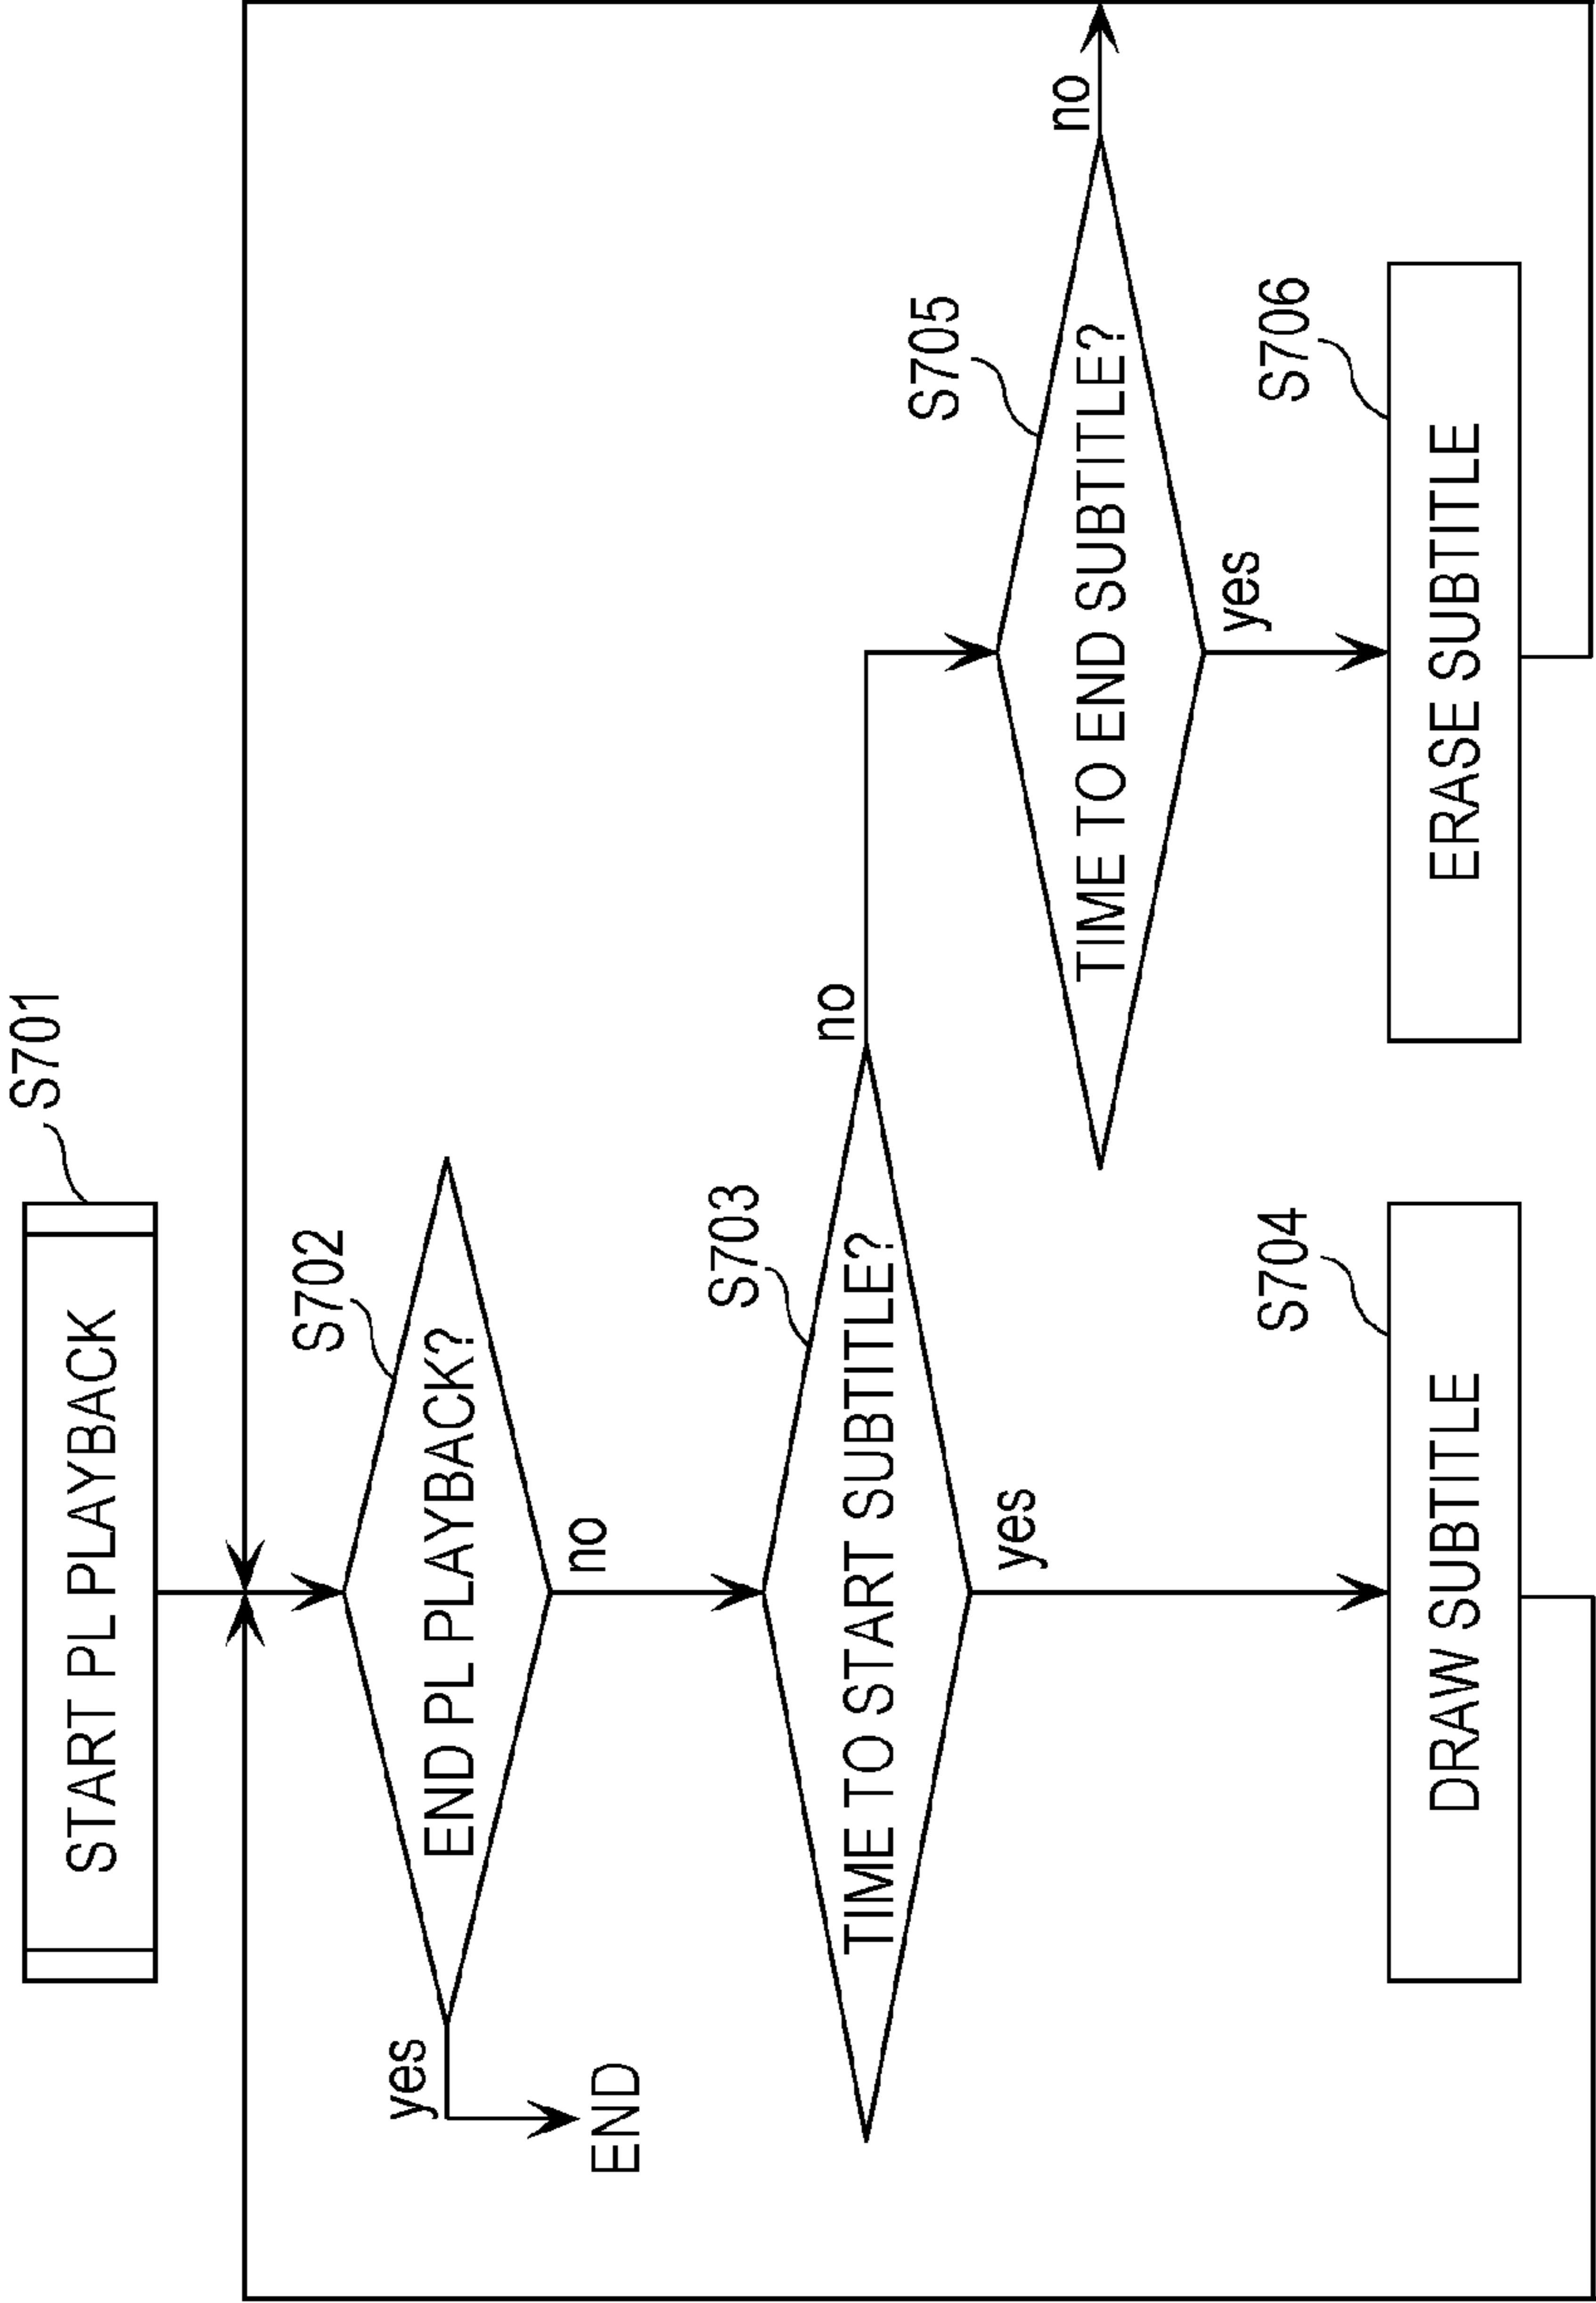 S701
START PL PLAYBACK
S702
END PL PLAYBACK?
yes
no
END
S703
TIME TO START SUBTITLE?
no
yes
S705
TIME TO END SUBTITLE?
no
yes
S704
DRAW SUBTITLE
S706
ERASE SUBTITLE